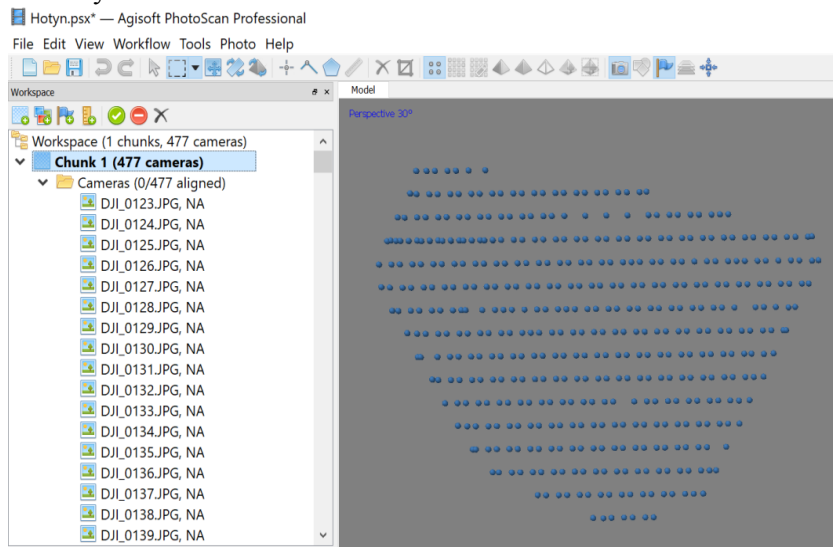 Hotyn.psx* — Agisoft PhotoScan Professional
File Edit View Workflow Tools Photo Help
Workspace
Model
Perspective 30°
Workspace (1 chunks, 477 cameras)
Chunk 1 (477 cameras)
Cameras (0/477 aligned)
DJI_0123.JPG, NA
DJI_0124.JPG, NA
DJI_0125.JPG, NA
DJI_0126.JPG, NA
DJI_0127.JPG, NA
DJI_0128.JPG, NA
DJI_0129.JPG, NA
DJI_0130.JPG, NA
DJI_0131.JPG, NA
DJI_0132.JPG, NA
DJI_0133.JPG, NA
DJI_0134.JPG, NA
DJI_0135.JPG, NA
DJI_0136.JPG, NA
DJI_0137.JPG, NA
DJI_0138.JPG, NA
DJI_0139.JPG, NA